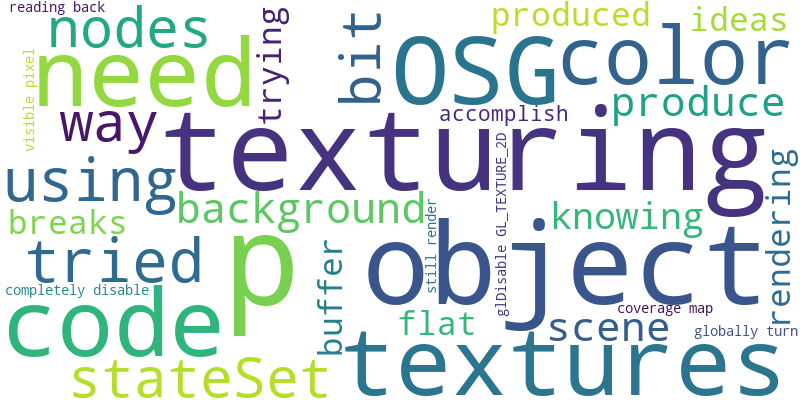 reading back
nodes
need
visible pixel
trying
bit
OSG
produced
ideas
color
produce
way
texturing
accomplish
using
background
breaks
glDisable GL_TEXTURE_2D
knowing
rendering
tried
p
object
still render
buffer
completely disable
code
flat
coverage map
scene
globally turn
stateSet
textures